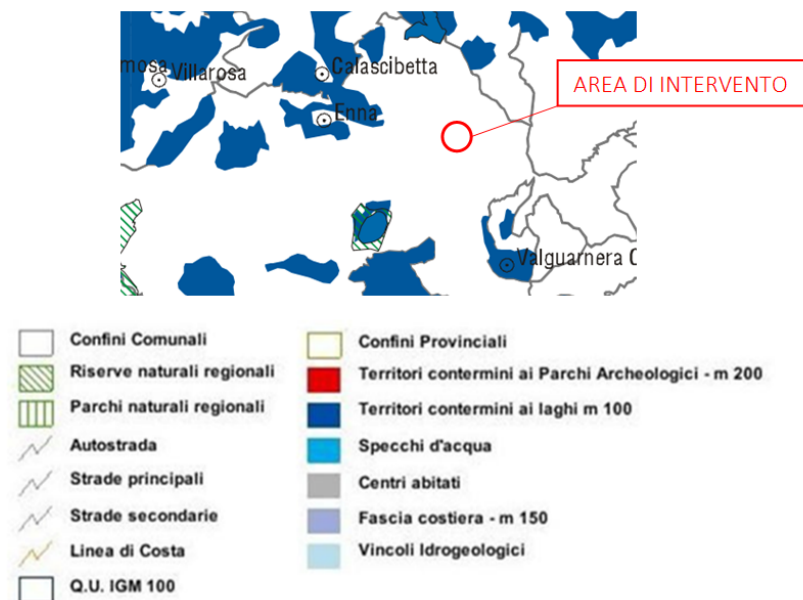 mosa Villarosa
Calascibetta
AREA DI INTERVENTO
Enna
Valguarnera C
Confini Comunali
Riserve naturali regionali
Parchi naturali regionali
Autostrada
Strade principali
Strade secondarie
Linea di Costa
Q.U. IGM 100
Confini Provinciali
Territori contermini ai Parchi Archeologici - m 200
Territori contermini ai laghi m 100
Specchi d'acqua
Centri abitati
Fascia costiera - m 150
Vincoli Idrogeologici